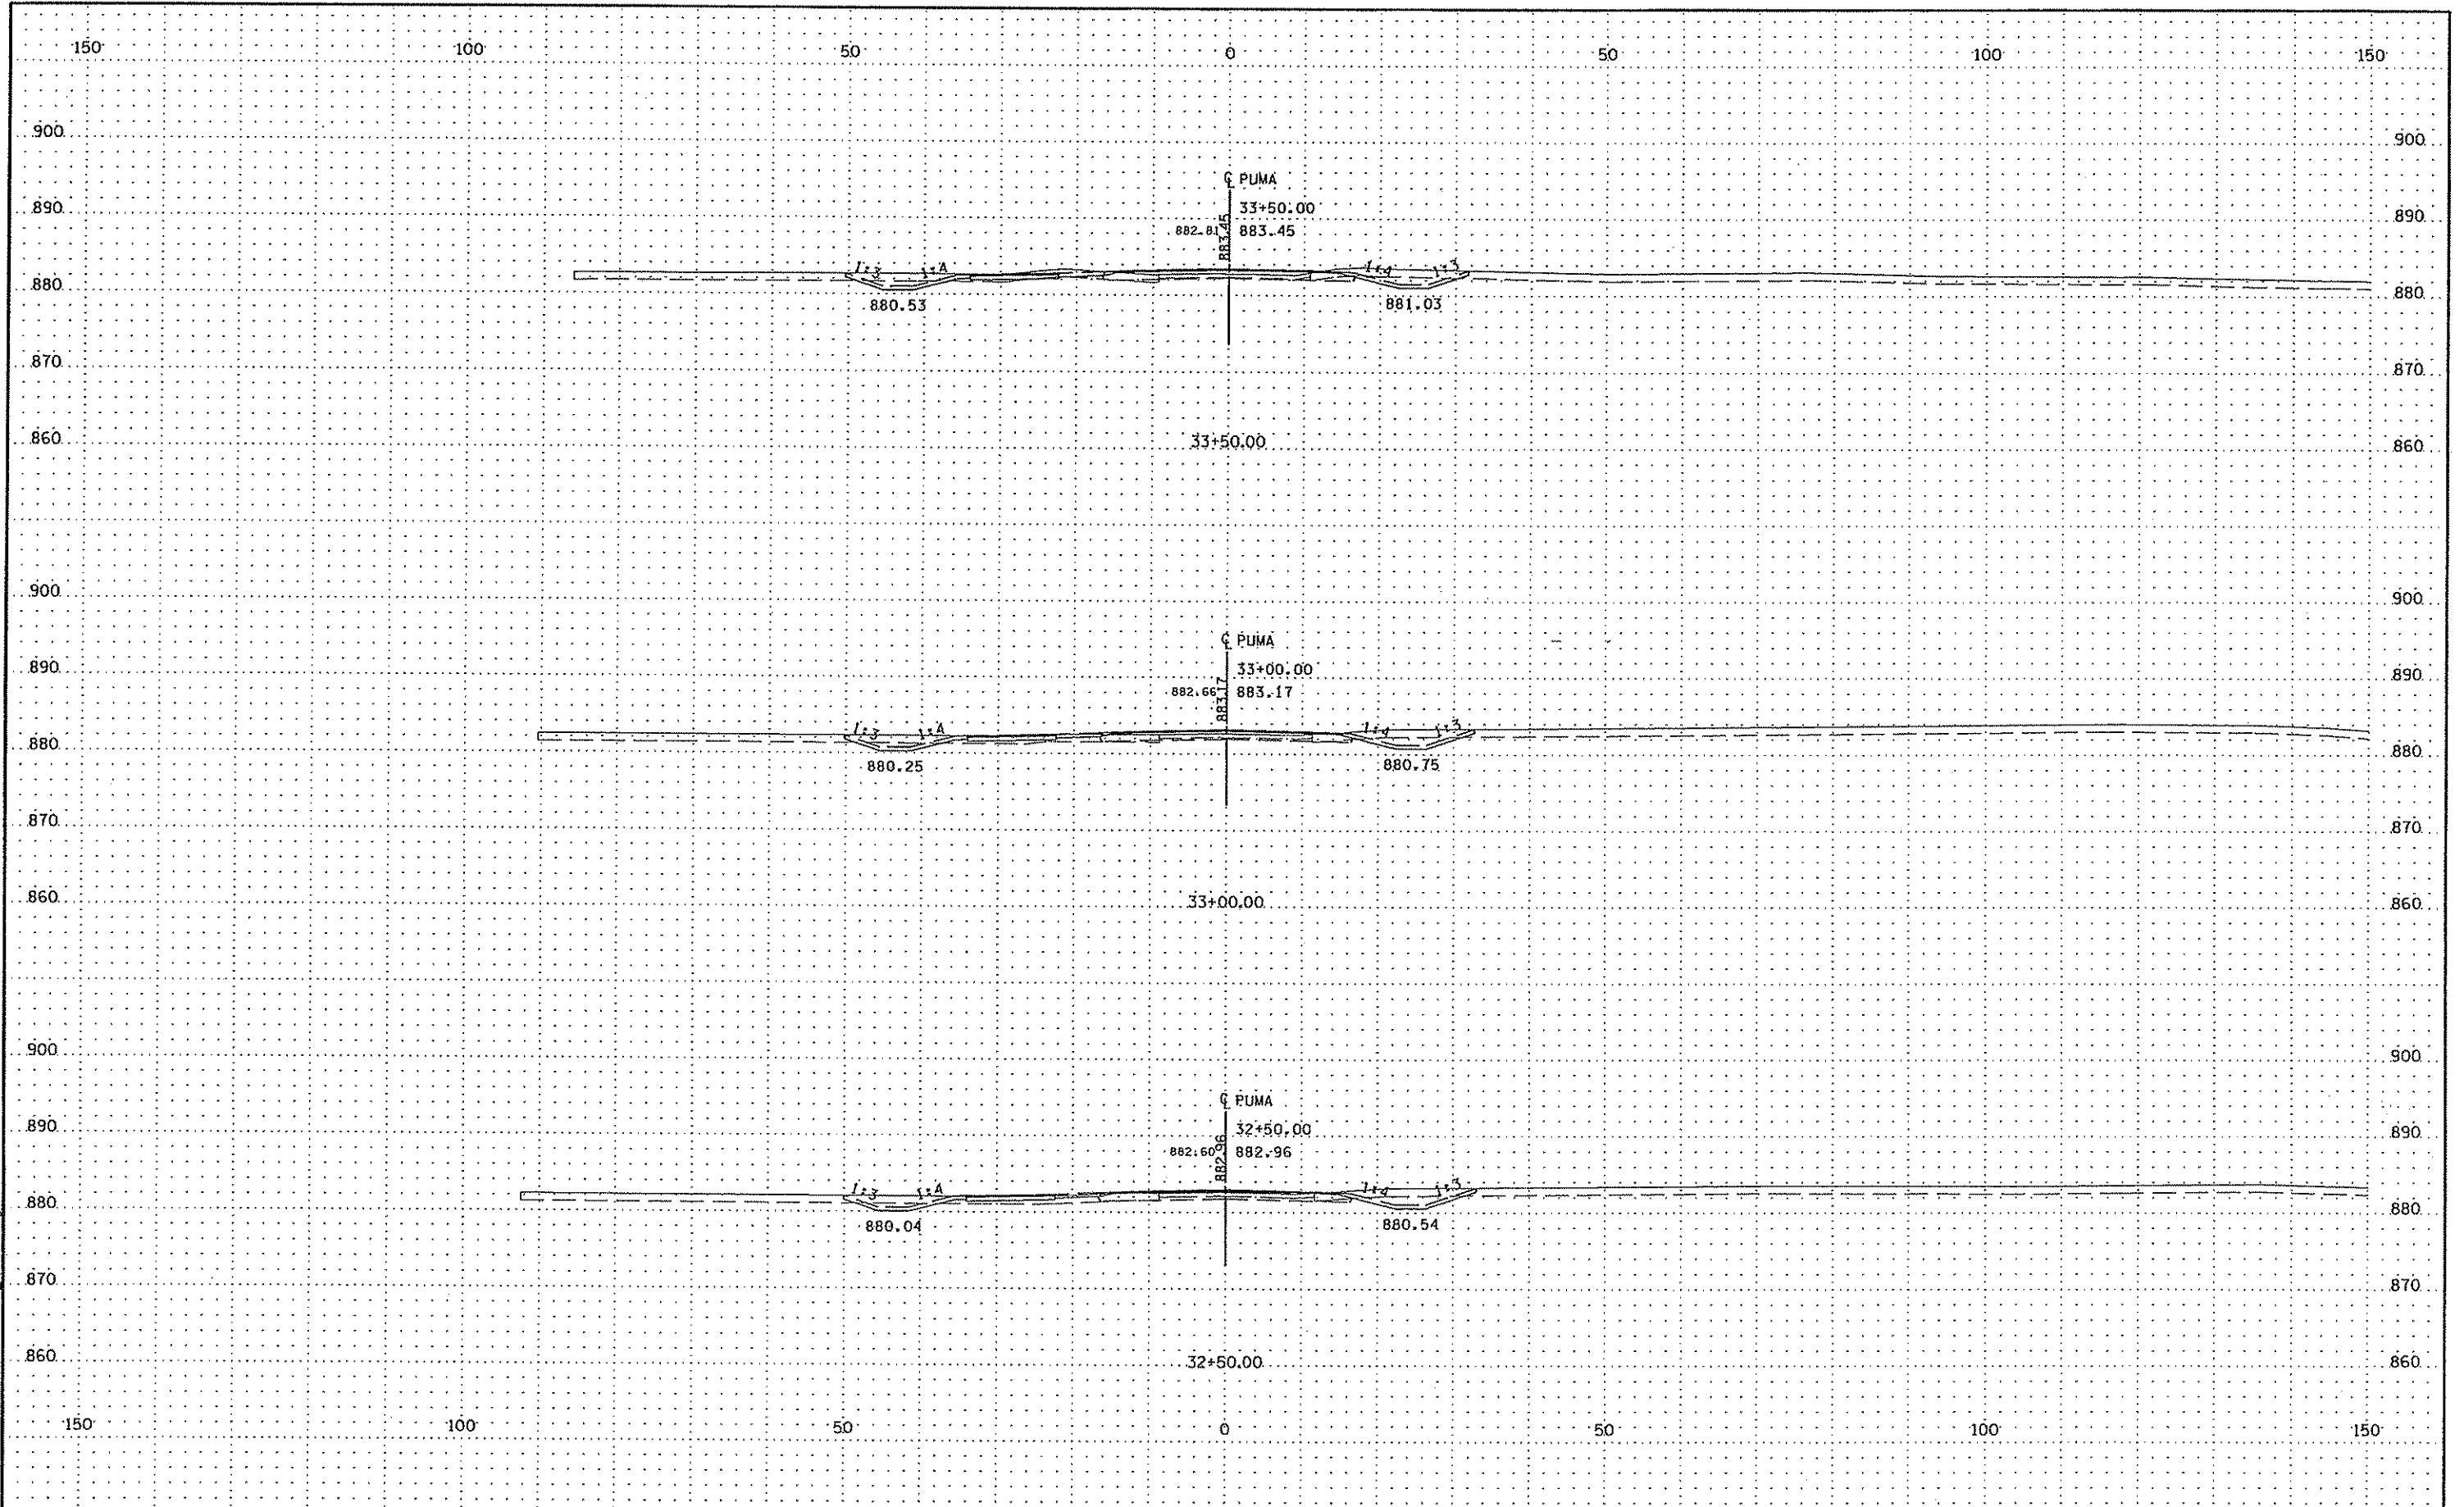 150 100 50 0 50 100 150
900 900
℄ PUMA
890 33+50.00 890
882.81 883.45 883.45
1:3 1:4 1:4 1:3
880 880
880.53 881.03
870 870
860 33+50.00 860
900 900
℄ PUMA
890 33+00.00 890
882.66 883.17 883.17
1:3 1:4 1:4 1:3
880 880
880.25 880.75
870 870
860 33+00.00 860
900 900
℄ PUMA
890 32+50.00 890
882.60 882.96 882.96
1:3 1:4 1:4 1:3
880 880
880.04 880.54
870 870
860 32+50.00 860
150 100 50 0 50 100 150